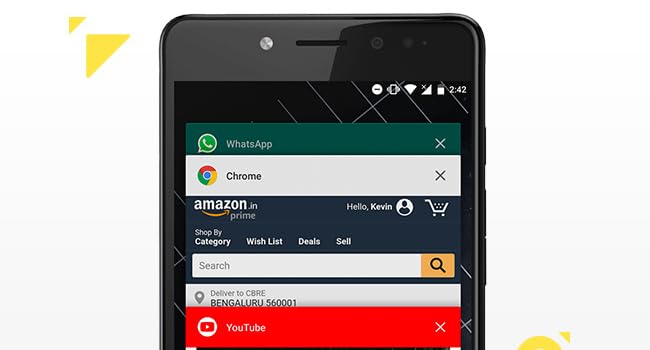 2:42
WhatsApp
Chrome
amazon.in
prime
Hello, Kevin
Shop By
Category Wish List Deals Sell
Search
Deliver to CBRE
BENGALURU 560001
YouTube